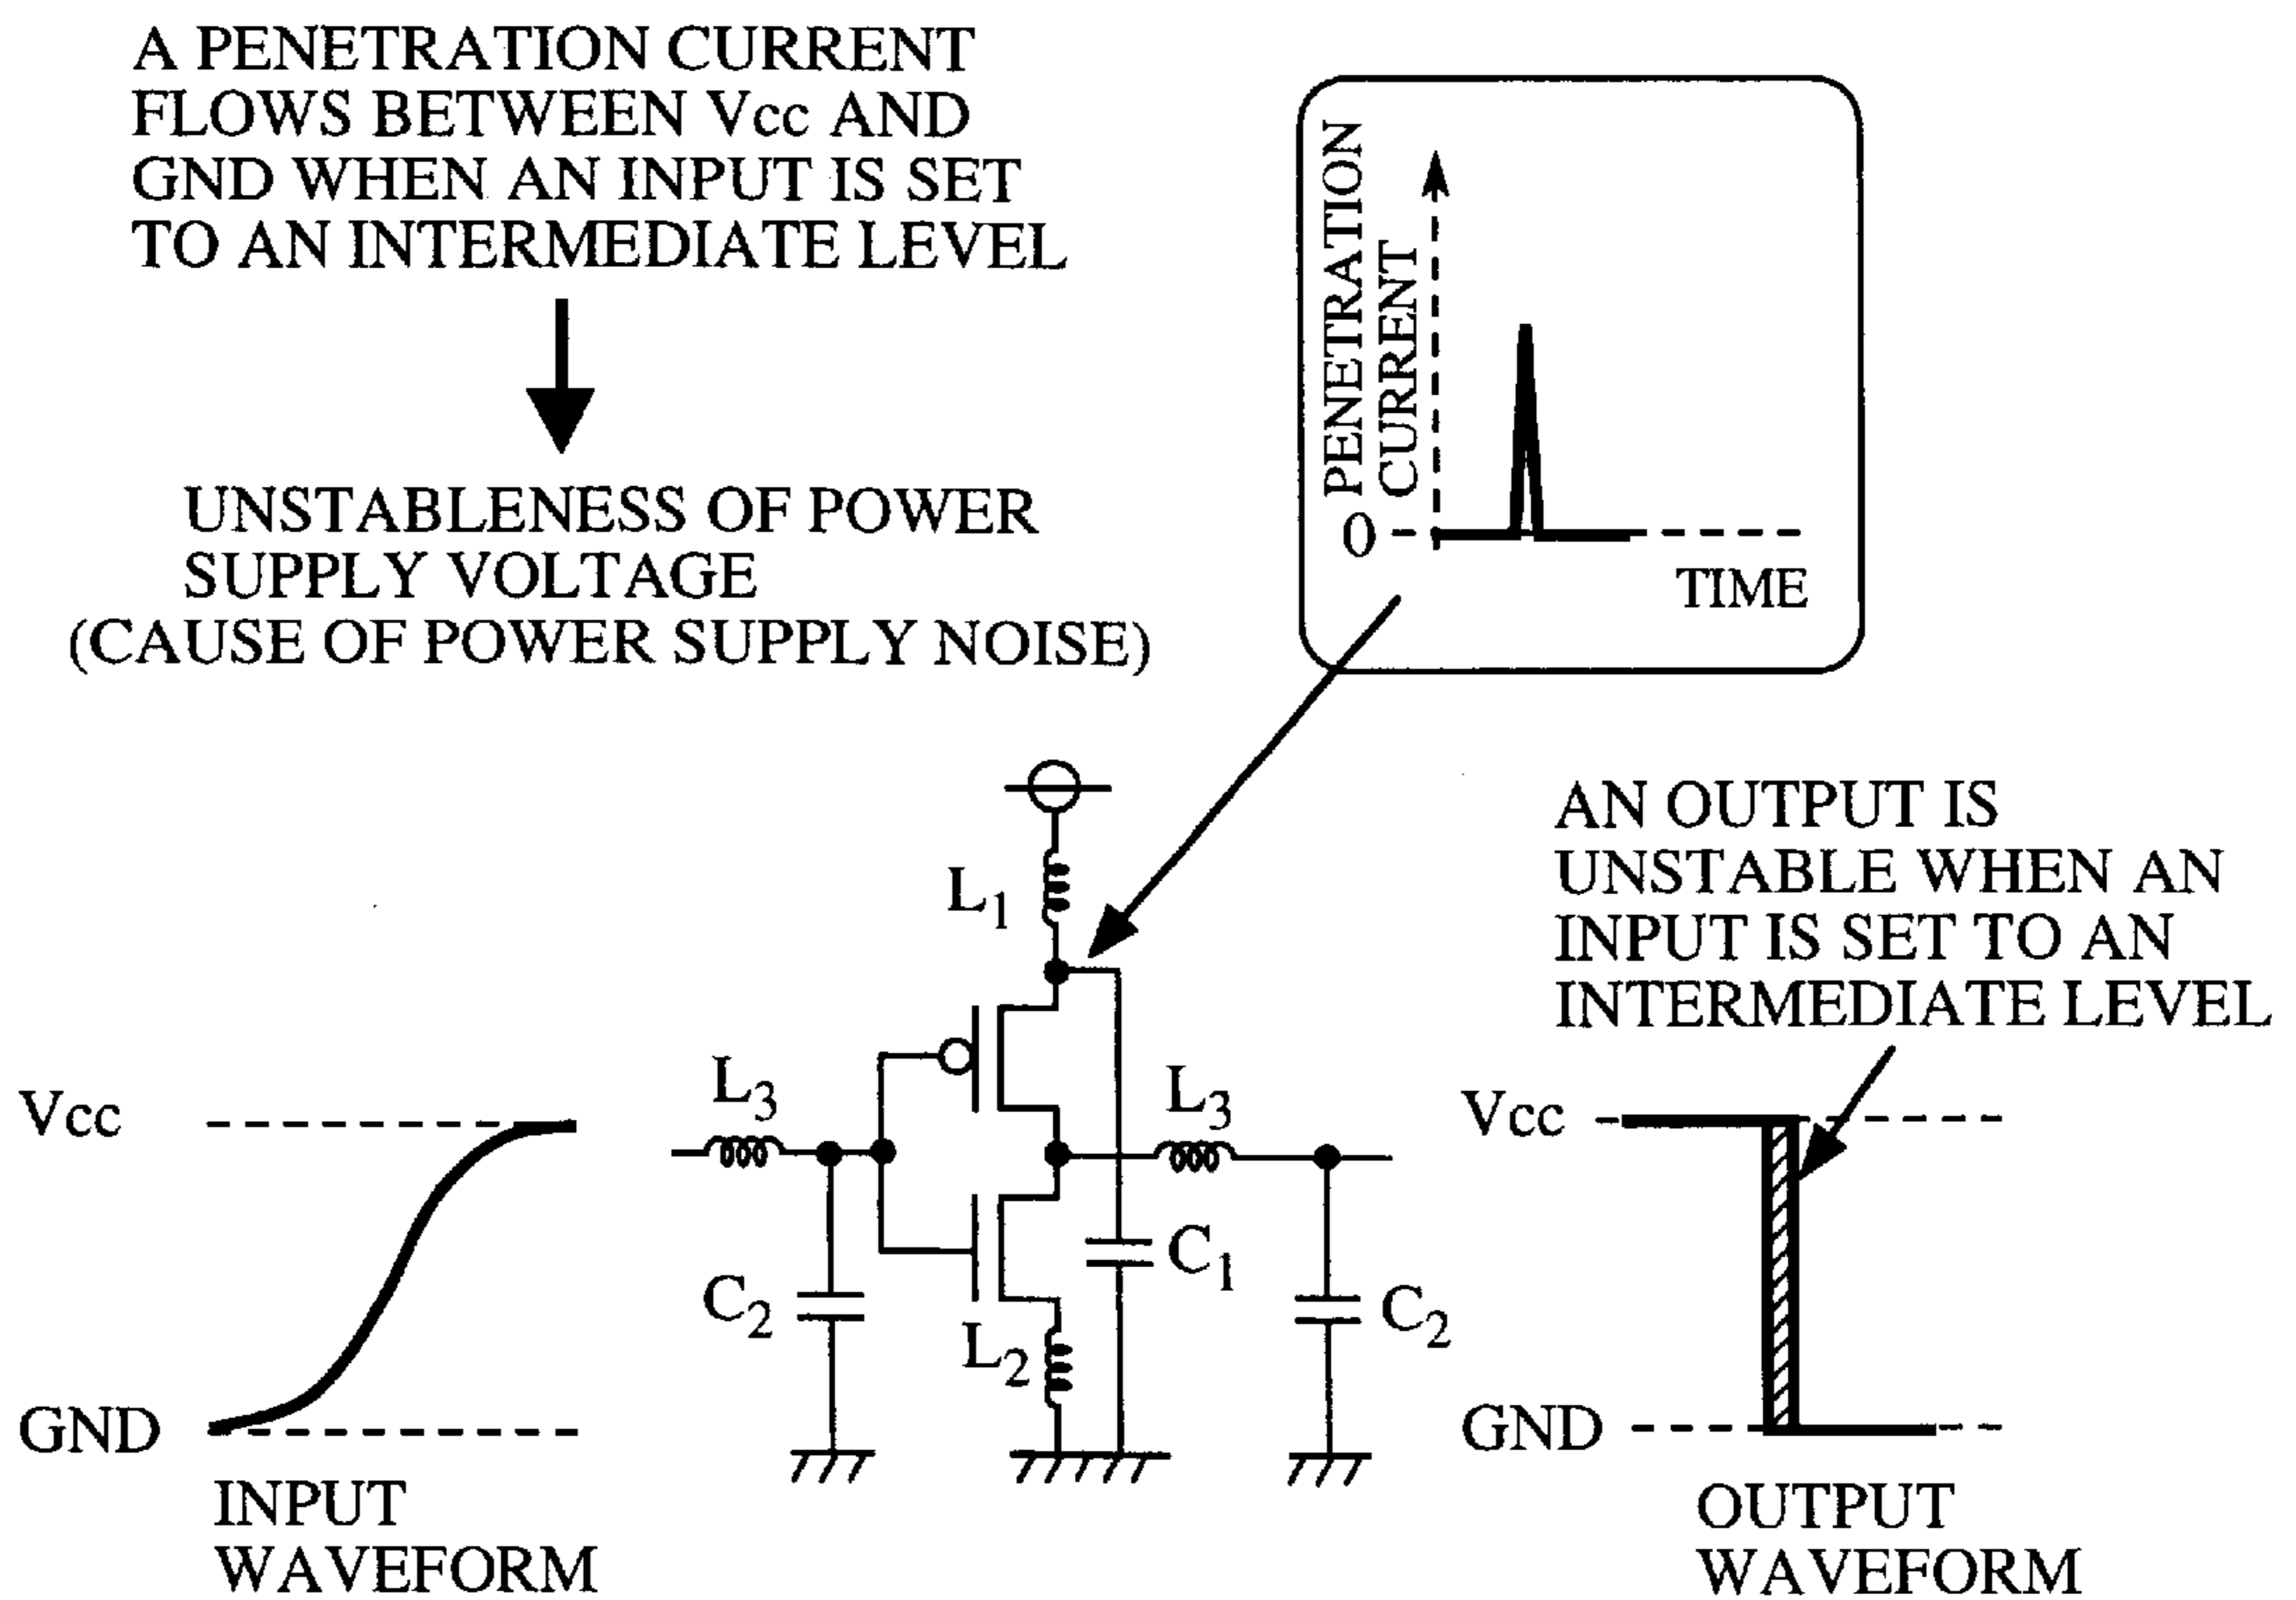 A PENETRATION CURRENT
FLOWS BETWEEN Vcc AND
GND WHEN AN INPUT IS SET
TO AN INTERMEDIATE LEVEL
UNSTABLENESS OF POWER
SUPPLY VOLTAGE
(CAUSE OF POWER SUPPLY NOISE)
PENETRATION
CURRENT
0
TIME
AN OUTPUT IS
UNSTABLE WHEN AN
INPUT IS SET TO AN
INTERMEDIATE LEVEL
L1
L3
L3
C1
C2
C2
L2
Vcc
GND
INPUT
WAVEFORM
Vcc
GND
OUTPUT
WAVEFORM